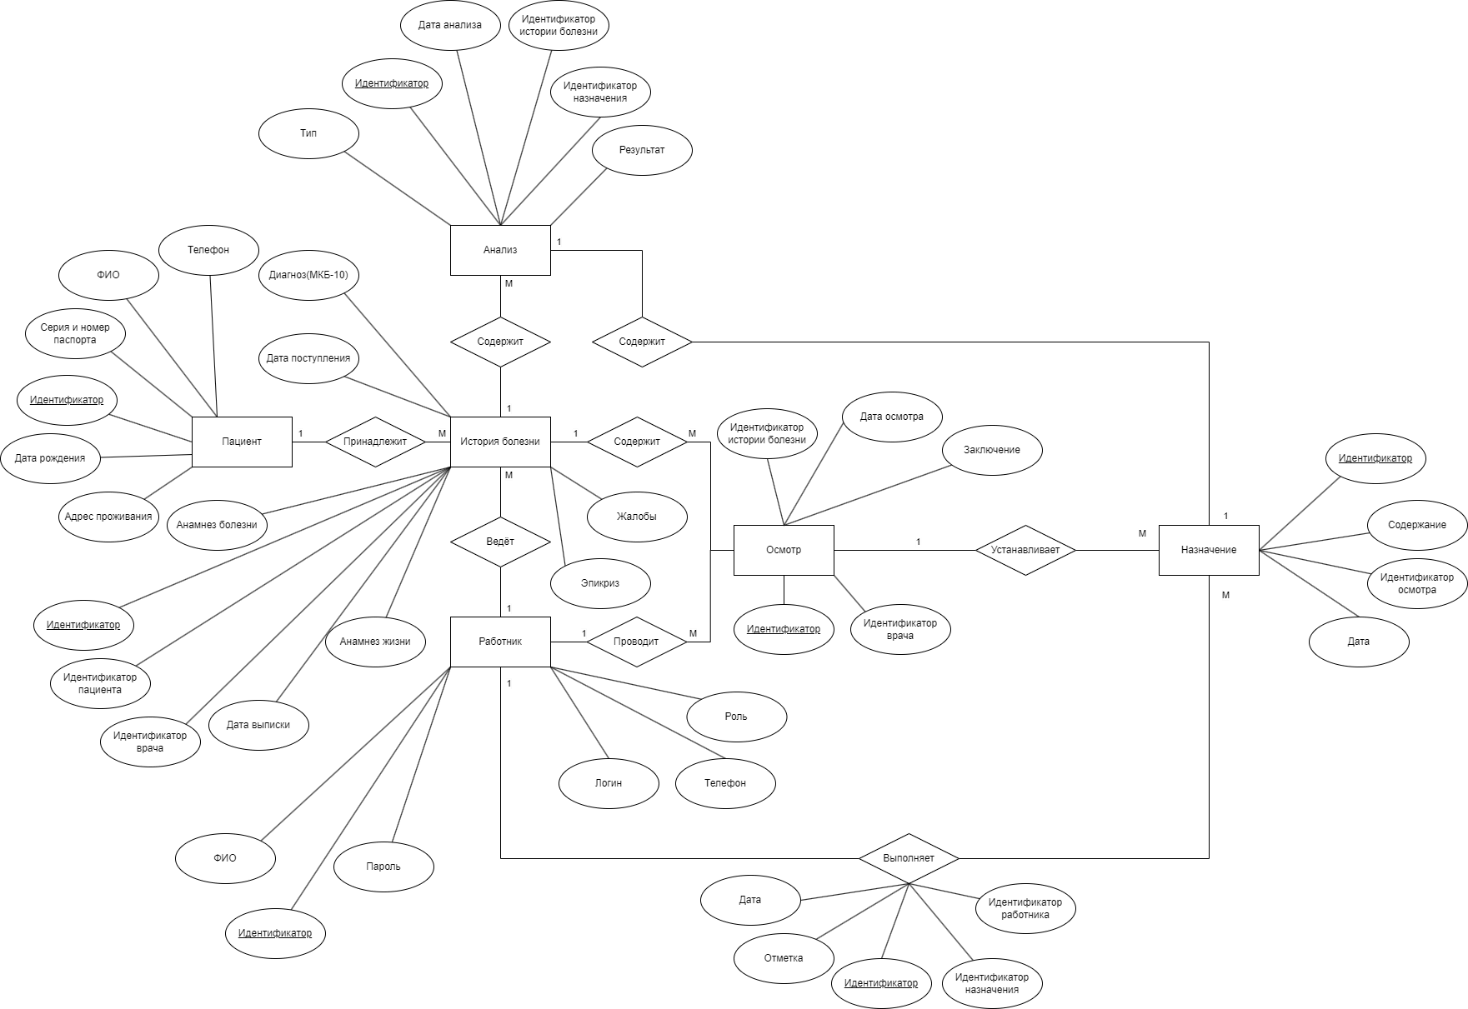 Дата анализа
Идентификатор
истории болезни
Идентификатор
Идентификатор
назначения
Тип
Результат
Анализ
1
М
Телефон
ФИО
Диагноз(МКБ-10)
Серия и номер
паспорта
Содержит
Содержит
Дата поступления
Идентификатор
1
Пациент
1
Принадлежит
М
История болезни
1
Содержит
М
Идентификатор
истории болезни
Дата осмотра
Заключение
Дата рождения
Идентификатор
М
Адрес проживания
Анамнез болезни
Жалобы
1
Содержание
Ведёт
Осмотр
1
Устанавливает
М
Назначение
Эпикриз
Идентификатор
осмотра
М
1
Идентификатор
Анамнез жизни
Работник
1
Проводит
М
Идентификатор
Идентификатор
врача
Дата
Идентификатор
пациента
1
Роль
Дата выписки
Идентификатор
врача
Логин
Телефон
ФИО
Пароль
Выполняет
Дата
Идентификатор
работника
Идентификатор
Отметка
Идентификатор
Идентификатор
назначения